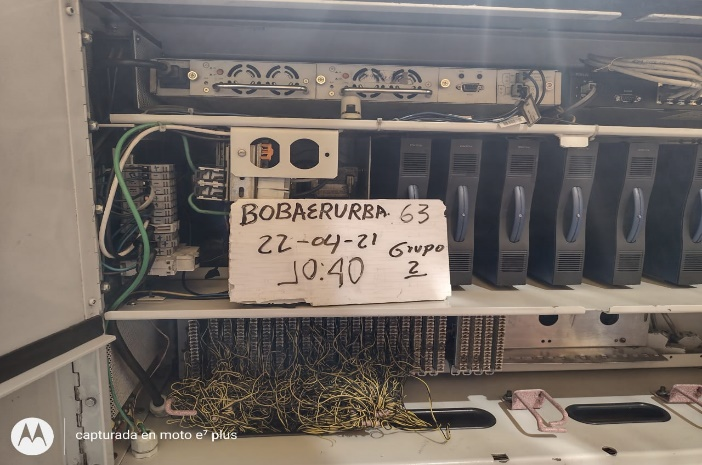 BOBAERURBA. 63
22-04-21
Grupo
10:40
2
capturada en moto e⁷ plus